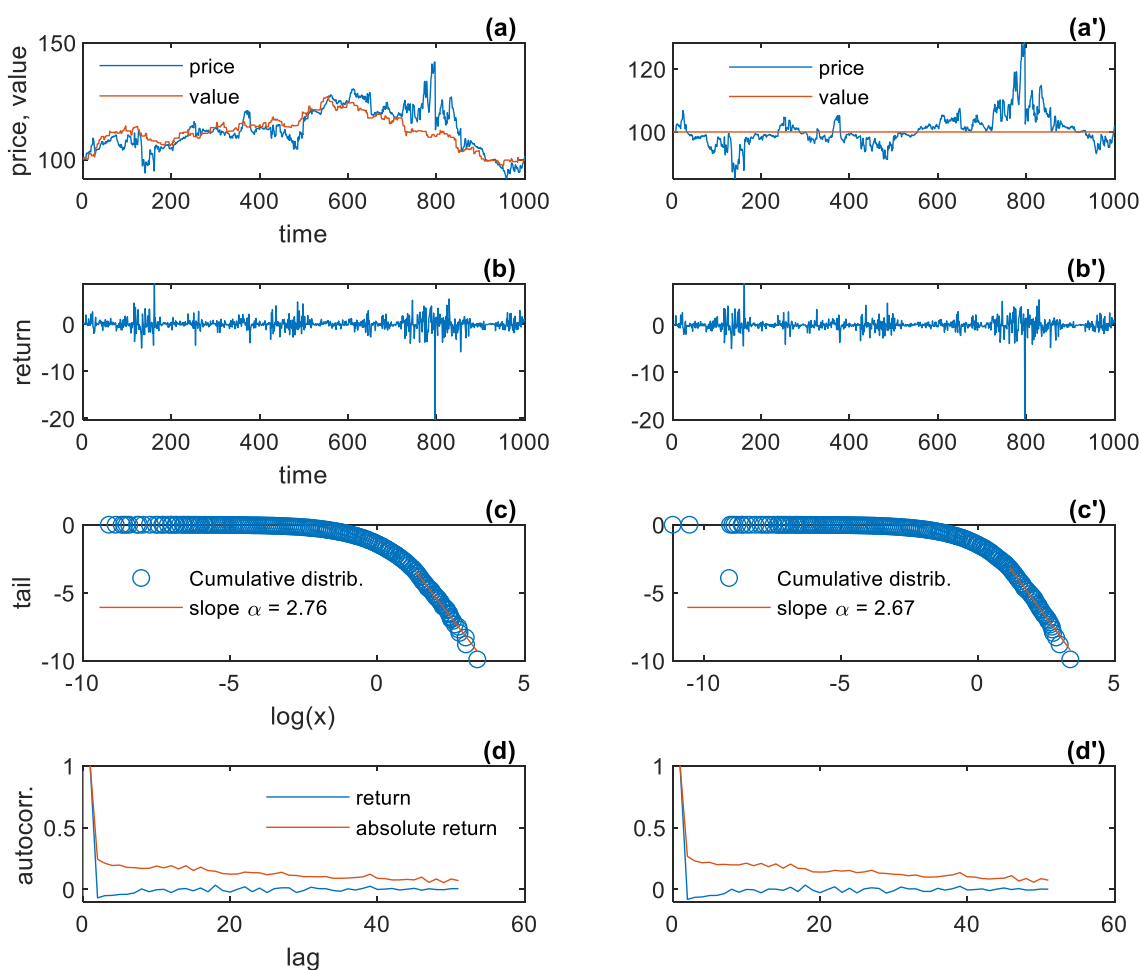 (a)
150
100
price, value
price
value
0 200 400 600 800 1000
time
(a')
120
100
price
value
0 200 400 600 800 1000
(b)
0
-10
-20
return
0 200 400 600 800 1000
time
(b')
0
-10
-20
0 200 400 600 800 1000
(c)
0
-5
-10
tail
Cumulative distrib.
slope α = 2.76
-10 -5 0 5
log(x)
(c')
0
-5
-10
Cumulative distrib.
slope α = 2.67
-10 -5 0 5
(d)
1
0.5
0
autocorr.
return
absolute return
0 20 40 60
lag
(d')
1
0.5
0
0 20 40 60